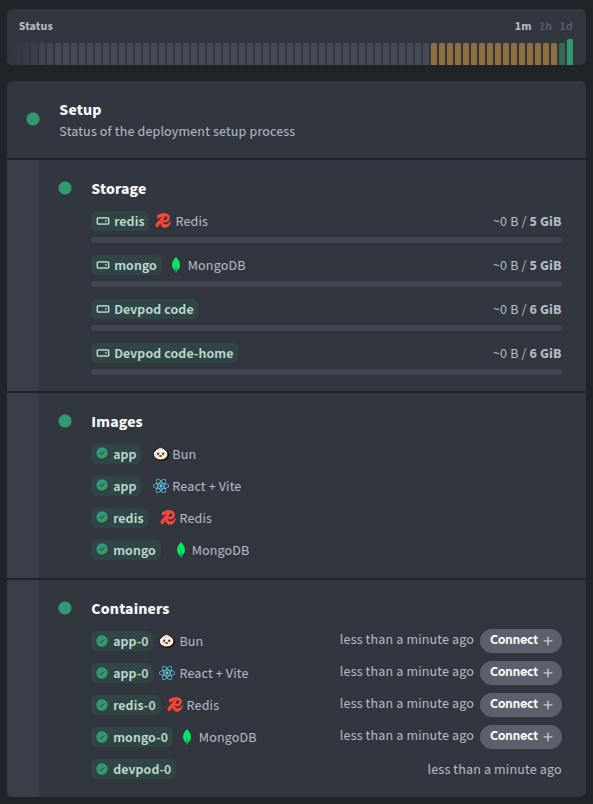 Status 1m 1h 1d
Setup
Status of the deployment setup process
Storage
redis Redis ~0 B / 5 GiB
mongo MongoDB ~0 B / 5 GiB
Devpod code ~0 B / 6 GiB
Devpod code-home ~0 B / 6 GiB
Images
app Bun
app React + Vite
redis Redis
mongo MongoDB
Containers
app-0 Bun less than a minute ago Connect +
app-0 React + Vite less than a minute ago Connect +
redis-0 Redis less than a minute ago Connect +
mongo-0 MongoDB less than a minute ago Connect +
devpod-0 less than a minute ago